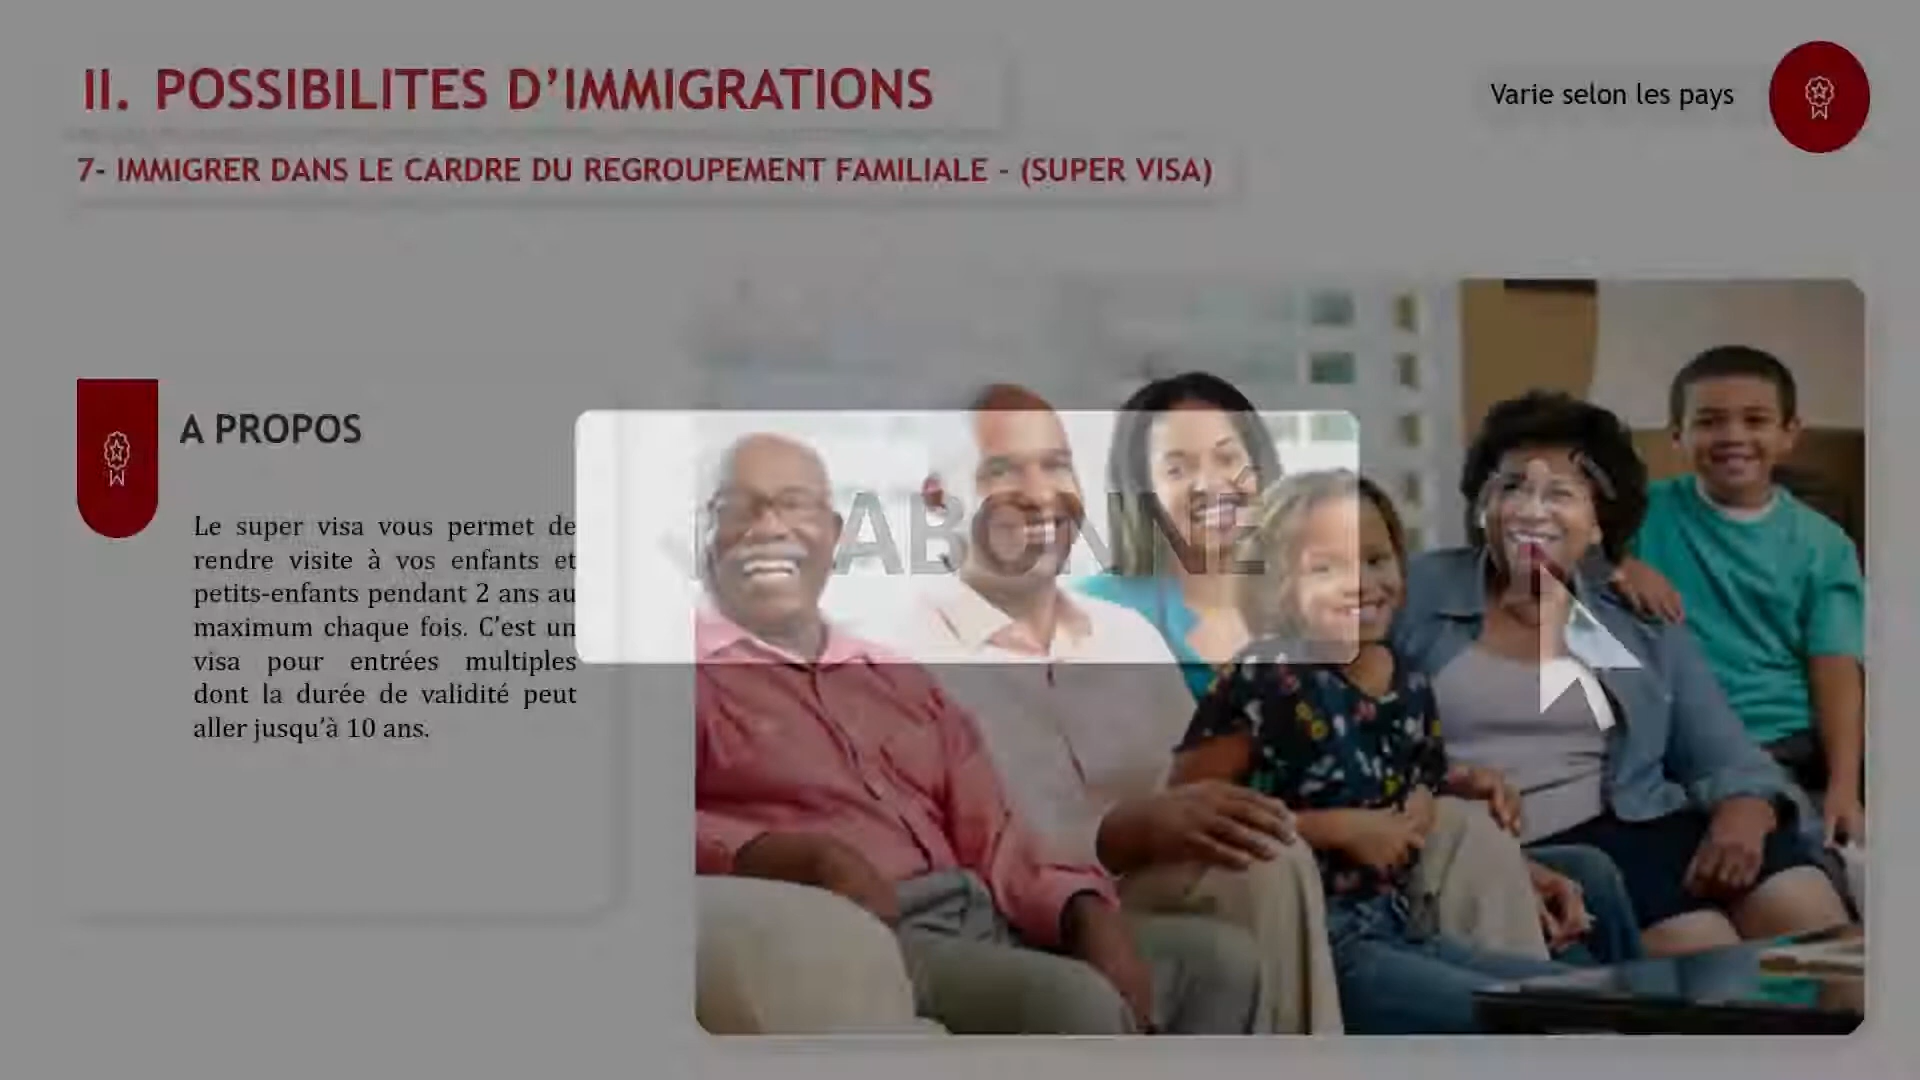 II. POSSIBILITES D'IMMIGRATIONS
Varie selon les pays
7- IMMIGRER DANS LE CARDRE DU REGROUPEMENT FAMILIALE - (SUPER VISA)
A PROPOS
Le super visa vous permet de
rendre visite à vos enfants et
petits-enfants pendant 2 ans au
maximum chaque fois. C'est un
visa pour entrées multiples
dont la durée de validité peut
aller jusqu'à 10 ans.
ABONNÉ